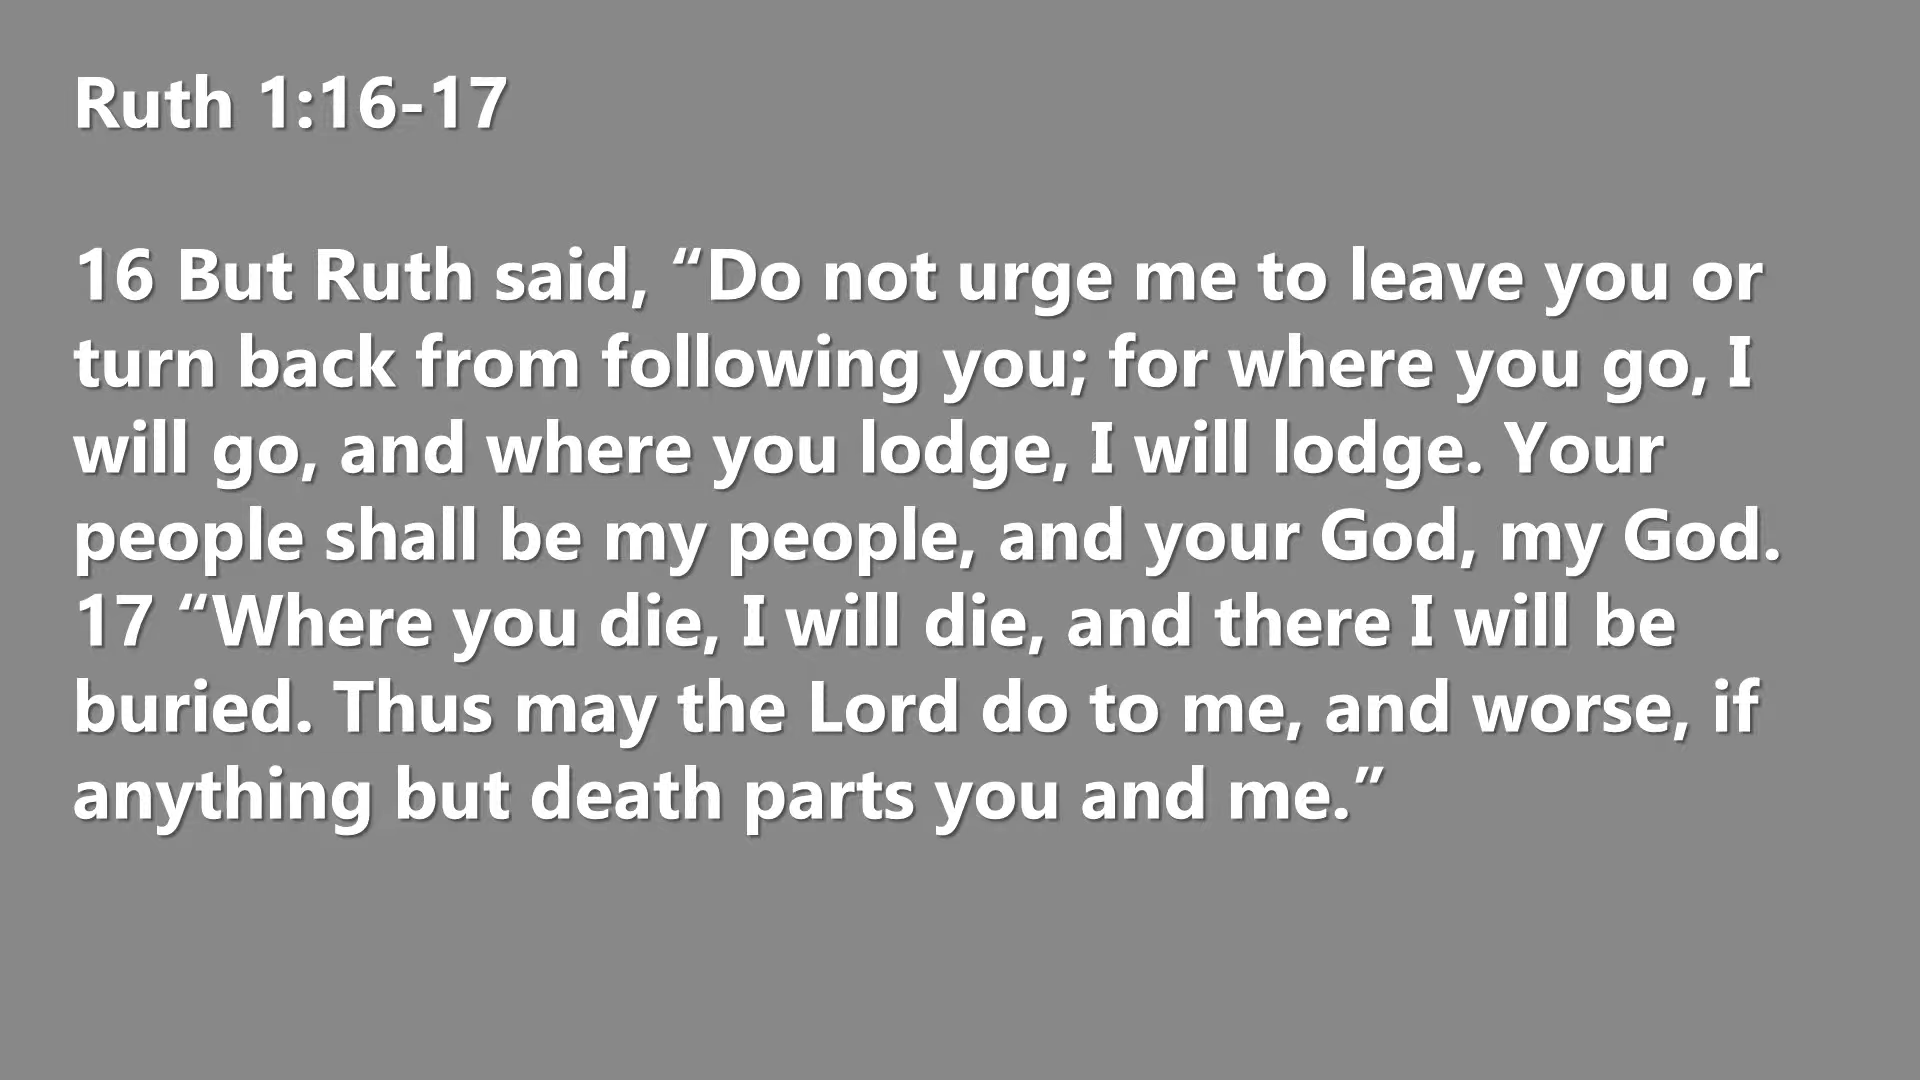 Ruth 1:16-17
16 But Ruth said, “Do not urge me to leave you or
turn back from following you; for where you go, I
will go, and where you lodge, I will lodge. Your
people shall be my people, and your God, my God.
17 “Where you die, I will die, and there I will be
buried. Thus may the Lord do to me, and worse, if
anything but death parts you and me.”